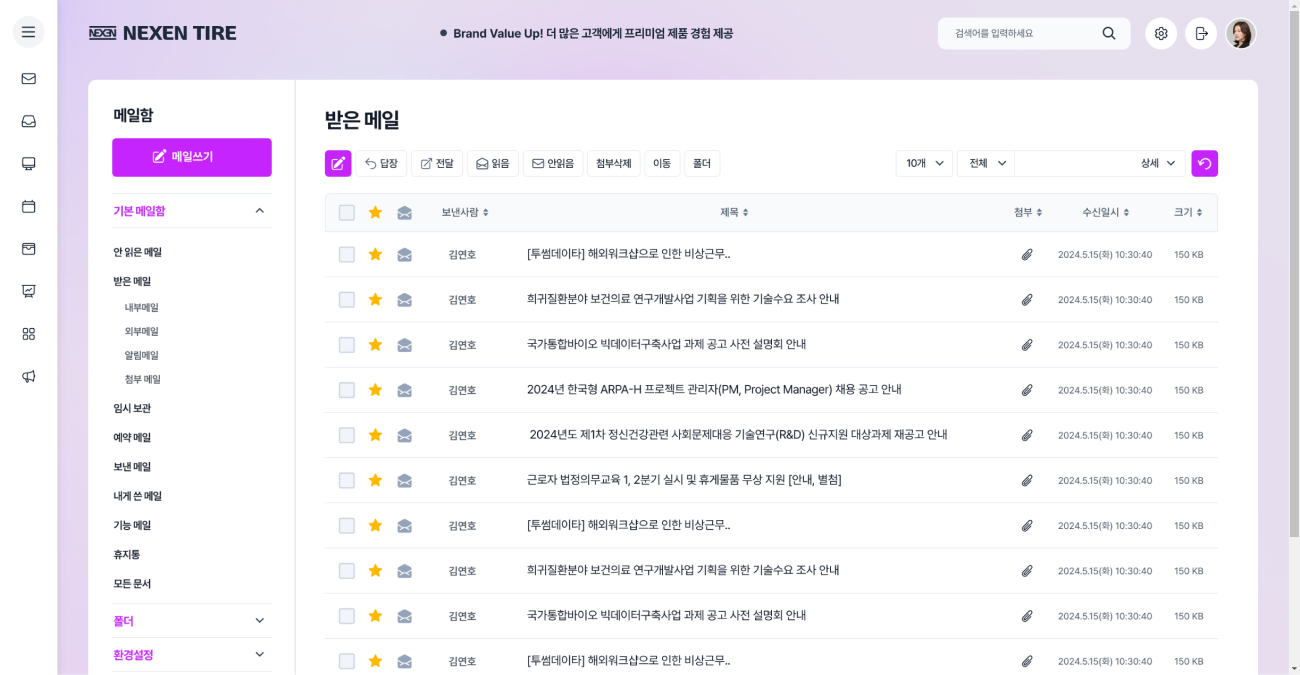 NEXEN NEXEN TIRE
Brand Value Up! 더 많은 고객에게 프리미엄 제품 경험 제공
검색어를 입력하세요
메일함
메일쓰기
기본 메일함
안 읽은 메일
받은 메일
내부메일
외부메일
알림메일
첨부 메일
임시 보관
예약 메일
보낸 메일
내게 쓴 메일
기능 메일
휴지통
모든 문서
폴더
환경설정
받은 메일
답장 전달 읽음 안읽음 첨부삭제 이동 폴더 10개 전체 상세
보낸사람 제목 첨부 수신일시 크기
김연호 [투썸데이타] 해외워크샵으로 인한 비상근무.. 2024.5.15(화) 10:30:40 150 KB
김연호 희귀질환분야 보건의료 연구개발사업 기획을 위한 기술수요 조사 안내 2024.5.15(화) 10:30:40 150 KB
김연호 국가통합바이오 빅데이터구축사업 과제 공고 사전 설명회 안내 2024.5.15(화) 10:30:40 150 KB
김연호 2024년 한국형 ARPA-H 프로젝트 관리자(PM, Project Manager) 채용 공고 안내 2024.5.15(화) 10:30:40 150 KB
김연호 2024년도 제1차 정신건강관련 사회문제대응 기술연구(R&D) 신규지원 대상과제 재공고 안내 2024.5.15(화) 10:30:40 150 KB
김연호 근로자 법정의무교육 1, 2분기 실시 및 휴게물품 무상 지원 [안내, 별첨] 2024.5.15(화) 10:30:40 150 KB
김연호 [투썸데이타] 해외워크샵으로 인한 비상근무.. 2024.5.15(화) 10:30:40 150 KB
김연호 희귀질환분야 보건의료 연구개발사업 기획을 위한 기술수요 조사 안내 2024.5.15(화) 10:30:40 150 KB
김연호 국가통합바이오 빅데이터구축사업 과제 공고 사전 설명회 안내 2024.5.15(화) 10:30:40 150 KB
김연호 [투썸데이타] 해외워크샵으로 인한 비상근무.. 2024.5.15(화) 10:30:40 150 KB